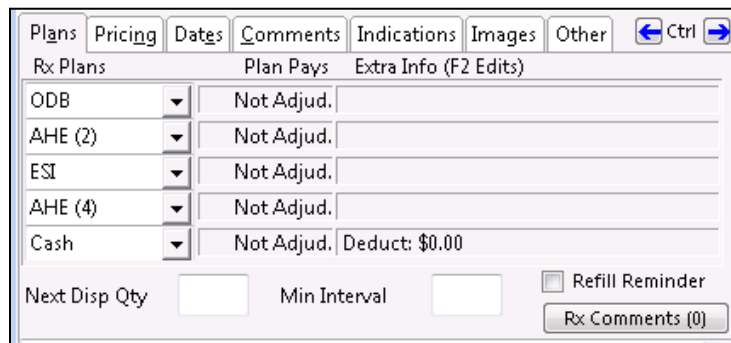 Plans Pricing Dates Comments Indications Images Other Ctrl
Rx Plans Plan Pays Extra Info (F2 Edits)
ODB Not Adjud.
AHE (2) Not Adjud.
ESI Not Adjud.
AHE (4) Not Adjud.
Cash Not Adjud. Deduct: $0.00
Next Disp Qty Min Interval Refill Reminder
Rx Comments (0)